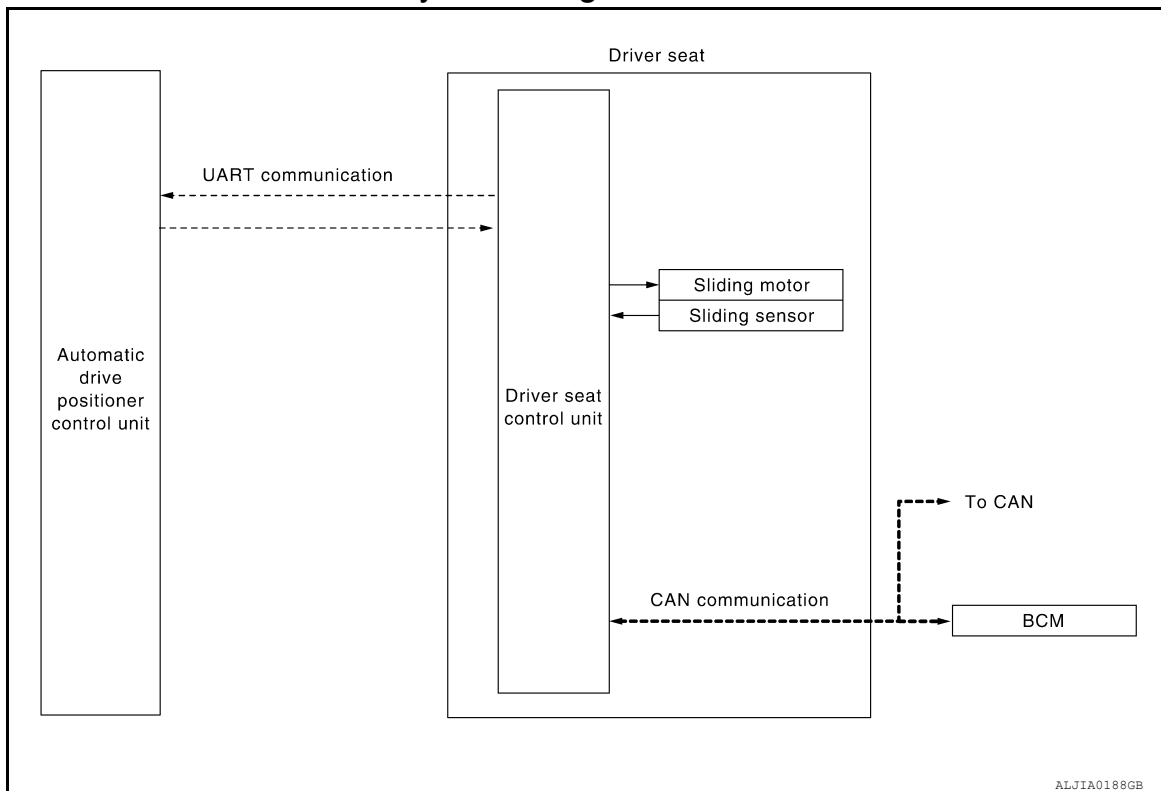 Driver seat
UART communication
Sliding motor
Sliding sensor
Automatic
drive
positioner
control unit
Driver seat
control unit
To CAN
CAN communication
BCM
ALJIA0188GB